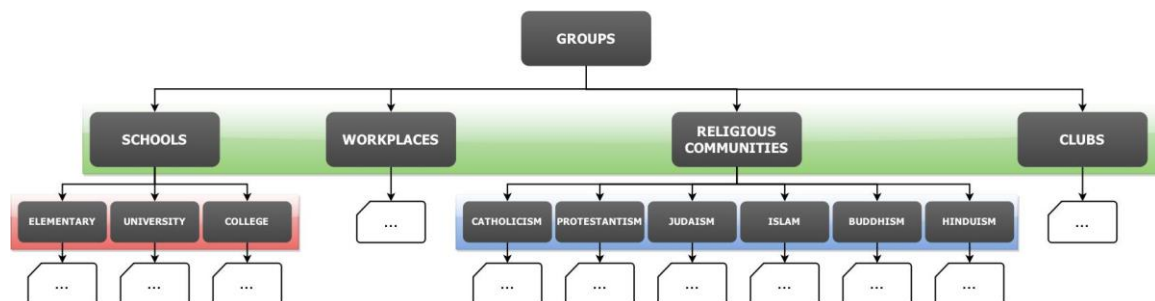 GROUPS
SCHOOLS
WORKPLACES
RELIGIOUS
COMMUNITIES
CLUBS
ELEMENTARY
UNIVERSITY
COLLEGE
...
CATHOLICISM
PROTESTANTISM
JUDAISM
ISLAM
BUDDHISM
HINDUISM
...
...
...
...
...
...
...
...
...
...